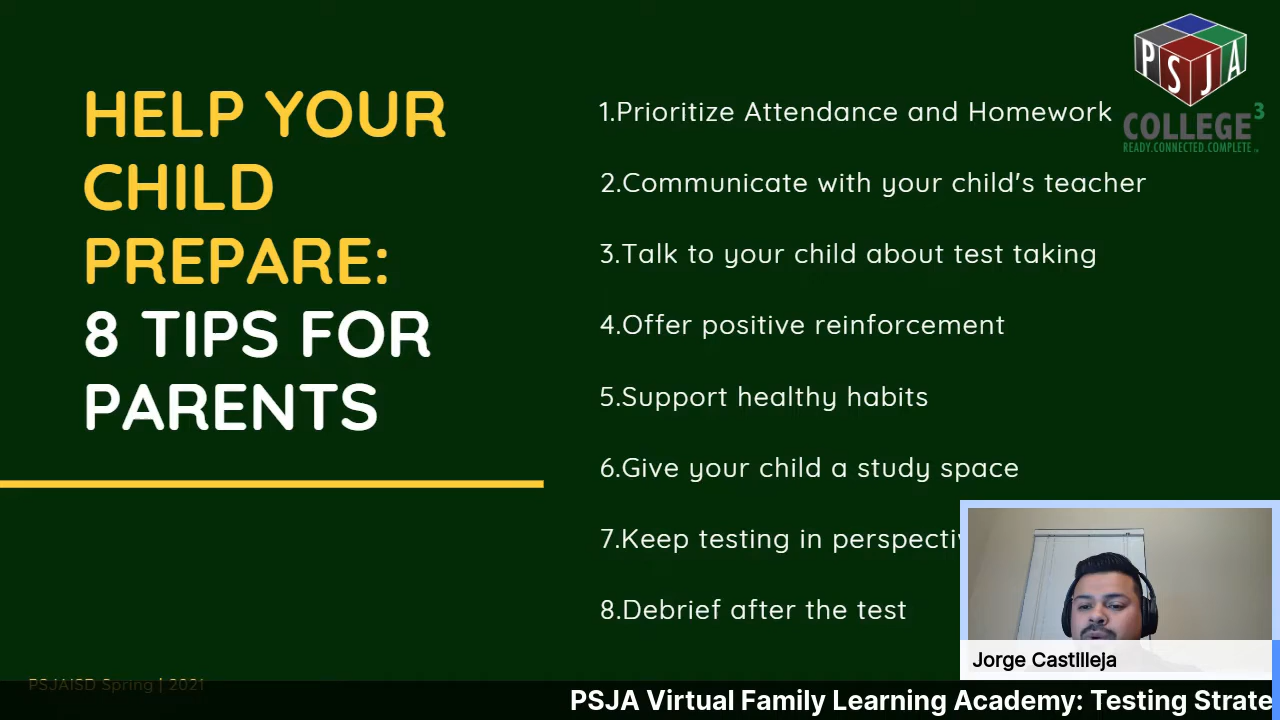 HELP YOUR
CHILD
PREPARE:
8 TIPS FOR
PARENTS
1.Prioritize Attendance and Homework
2.Communicate with your child's teacher
3.Talk to your child about test taking
4.Offer positive reinforcement
5.Support healthy habits
6.Give your child a study space
7.Keep testing in perspectiv
8.Debrief after the test
PSJA
COLLEGE³
READY.CONNECTED.COMPLETE™
Jorge Castilleja
PSJAISD Spring | 2021
PSJA Virtual Family Learning Academy: Testing Strate